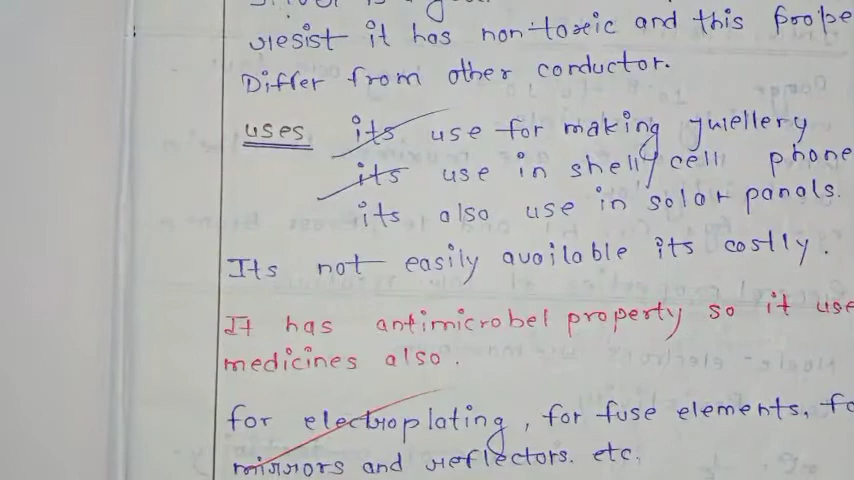 resist it has non-toxic and this prope
Differ from other conductor.
uses its use for making jwellery
its use in shelly cell phone
its also use in solar panals.
Its not easily available its costly.
It has antimicrobel property so it use
medicines also.
for electroplating, for fuse elements, fo
mirrors and reflectors. etc.